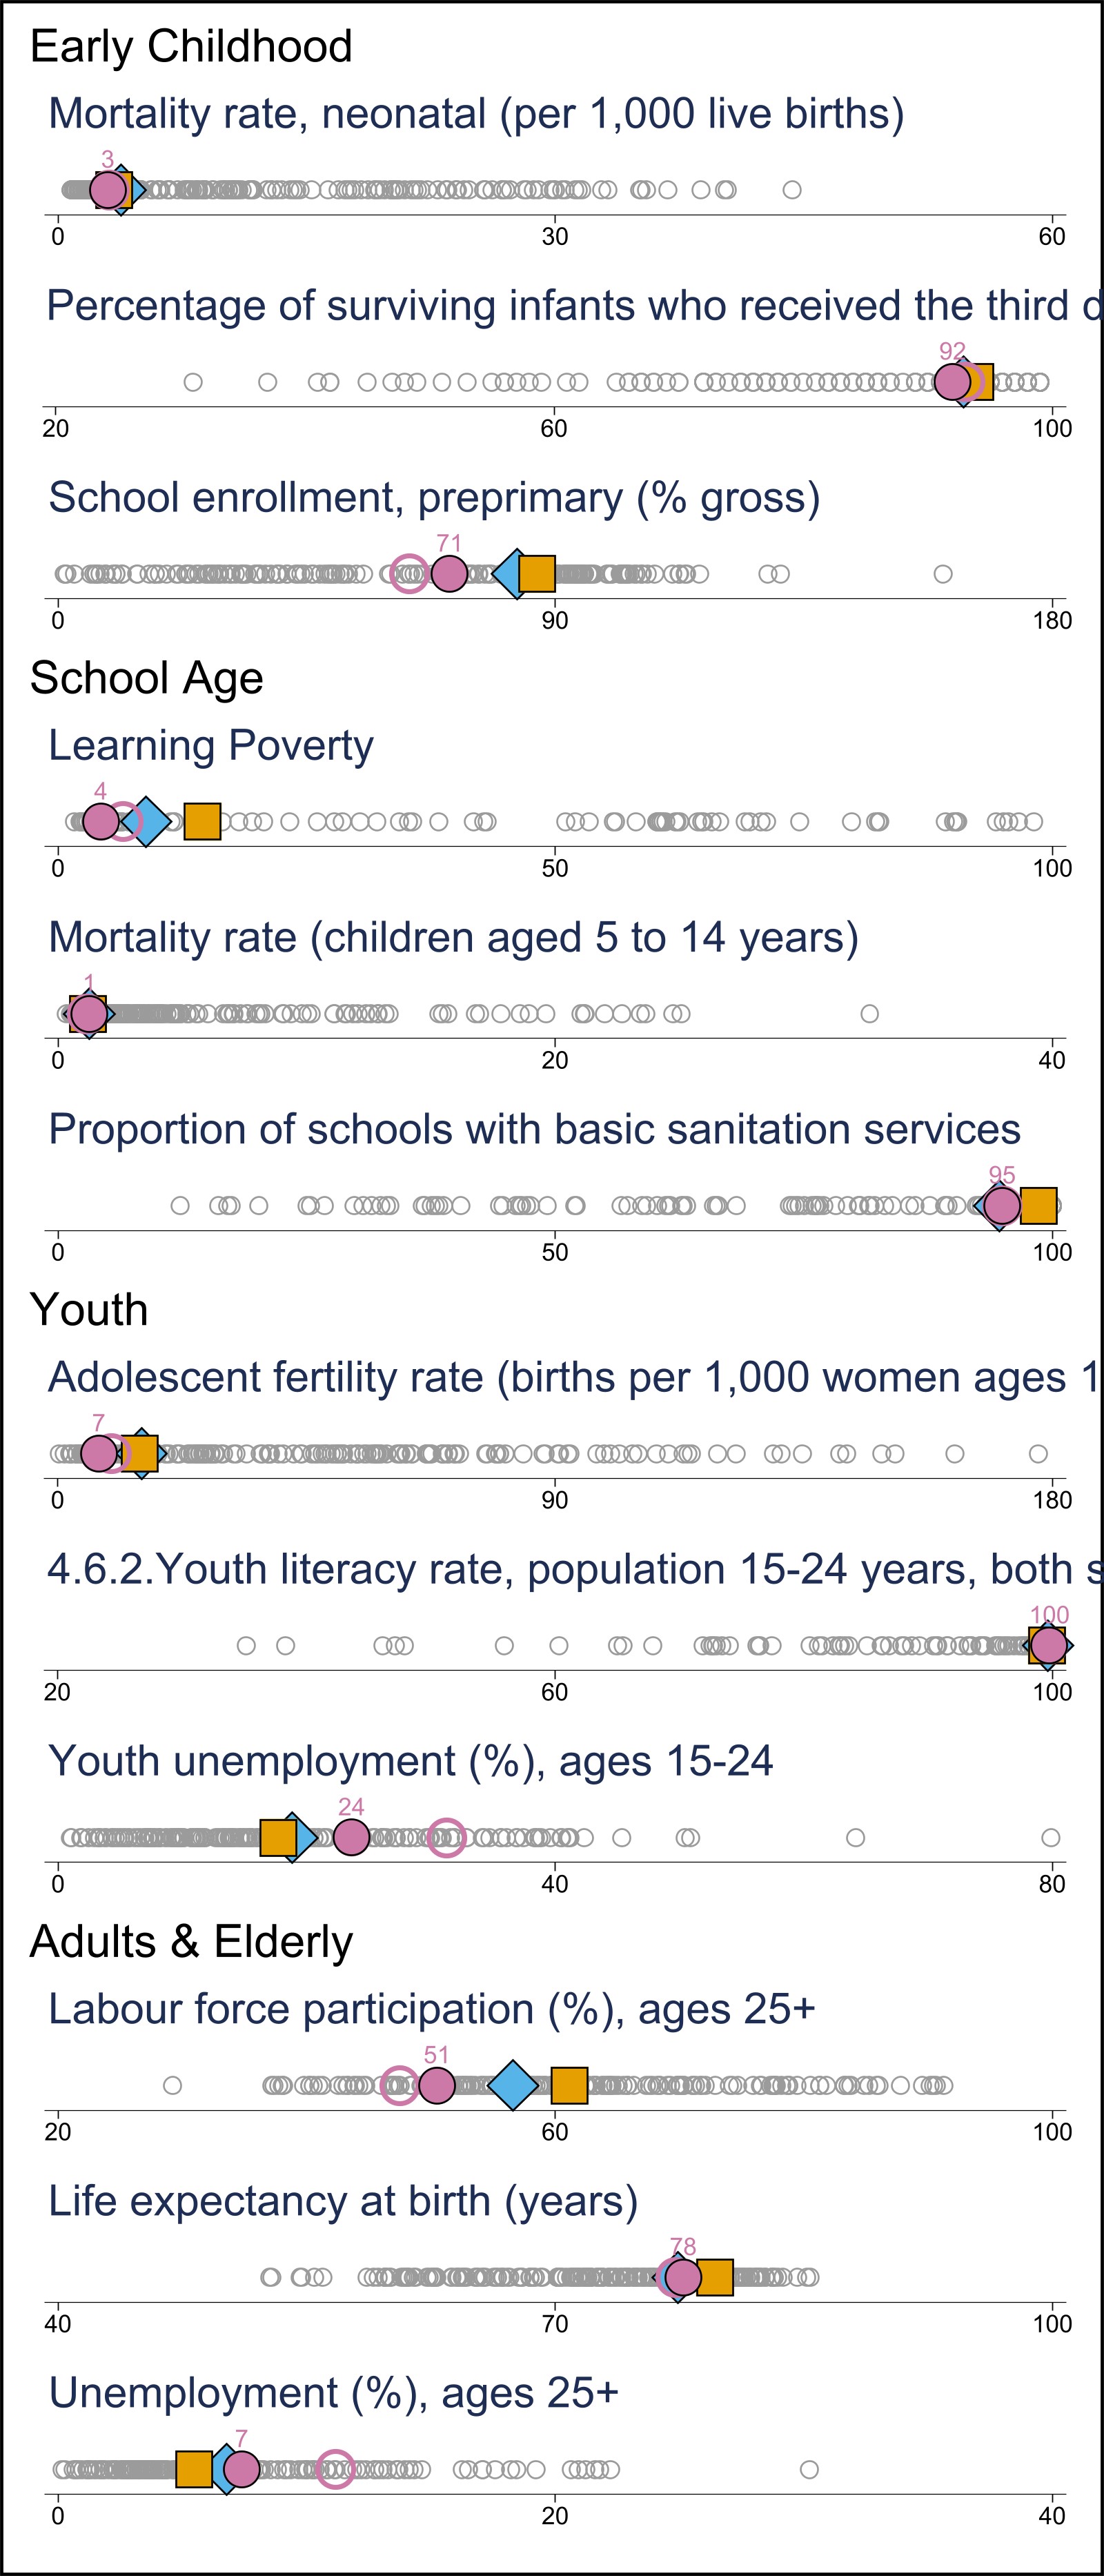 Early Childhood
Mortality rate, neonatal (per 1,000 live births)
3
0 30 60
Percentage of surviving infants who received the third d
92
20 60 100
School enrollment, preprimary (% gross)
71
0 90 180
School Age
Learning Poverty
4
0 50 100
Mortality rate (children aged 5 to 14 years)
1
0 20 40
Proportion of schools with basic sanitation services
95
0 50 100
Youth
Adolescent fertility rate (births per 1,000 women ages 1
7
0 90 180
4.6.2.Youth literacy rate, population 15-24 years, both s
100
20 60 100
Youth unemployment (%), ages 15-24
24
0 40 80
Adults & Elderly
Labour force participation (%), ages 25+
51
20 60 100
Life expectancy at birth (years)
78
40 70 100
Unemployment (%), ages 25+
7
0 20 40